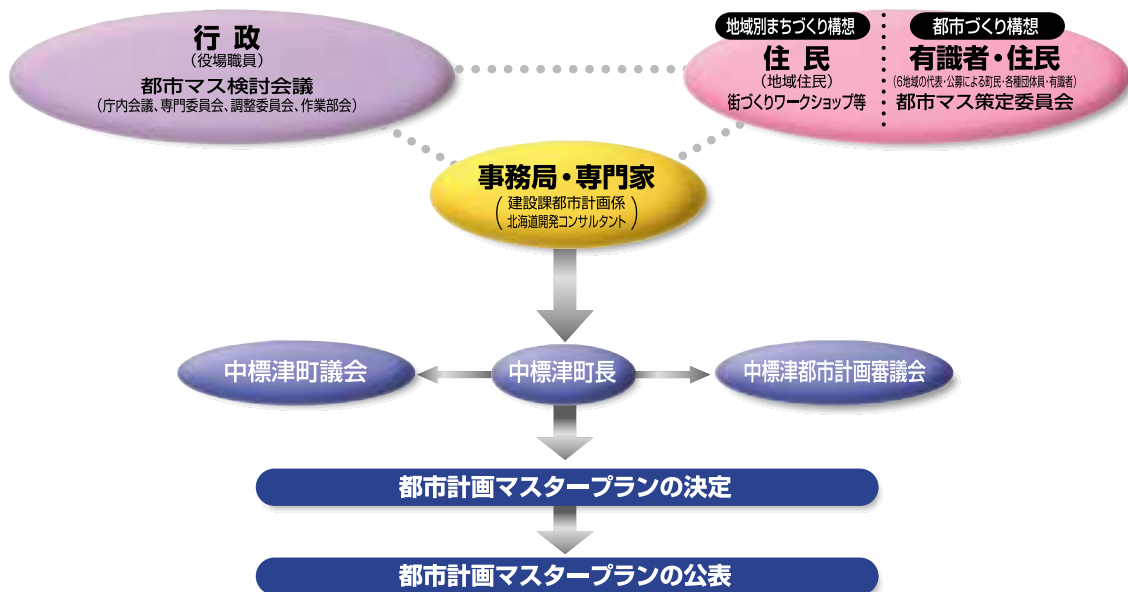 行政
(役場職員)
都市マス検討会議
(庁内会議、専門委員会、調整委員会、作業部会)
地域別まちづくり構想
住民
(地域住民)
街づくりワークショップ等
都市づくり構想
有識者・住民
(6地域の代表・公募による町民・各種団体員・有識者)
都市マス策定委員会
事務局・専門家
(建設課都市計画係
北海道開発コンサルタント)
中標津町議会
中標津町長
中標津都市計画審議会
都市計画マスタープランの決定
都市計画マスタープランの公表